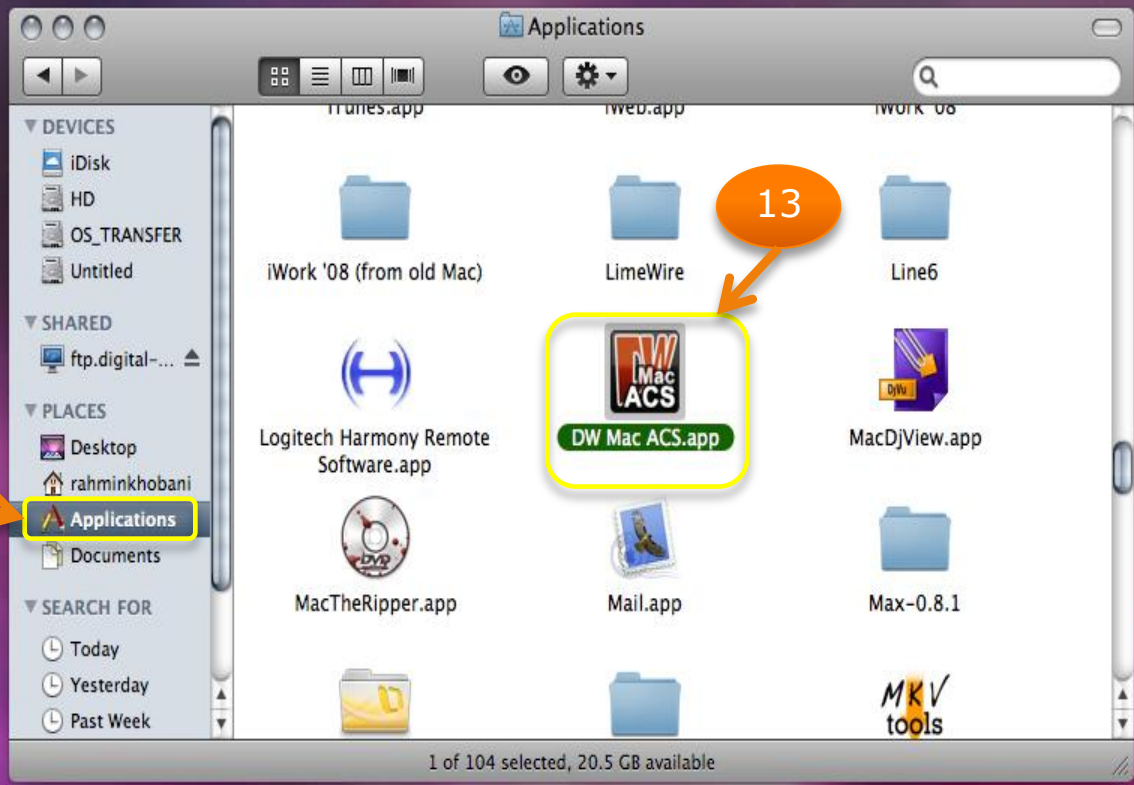 Applications
DEVICES
iDisk
HD
OS_TRANSFER
Untitled
SHARED
ftp.digital-...
PLACES
Desktop
rahminkhobani
Applications
Documents
SEARCH FOR
Today
Yesterday
Past Week
iTunes.app
iWeb.app
iWork '08
13
iWork '08 (from old Mac)
LimeWire
Line6
DW
Mac
ACS
DjVu
Logitech Harmony Remote
Software.app
DW Mac ACS.app
MacDjView.app
DVD
MacTheRipper.app
Mail.app
Max-0.8.1
MKV
tools
1 of 104 selected, 20.5 GB available